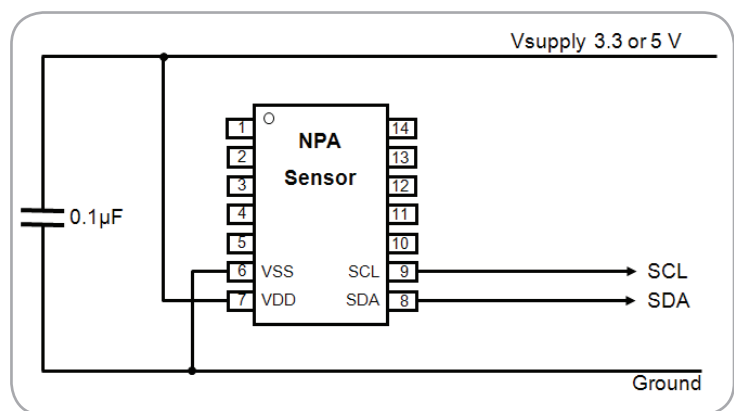 Vsupply 3.3 or 5 V
NPA
Sensor
1 14
2 13
3 12
4 11
5 10
6 VSS SCL 9 SCL
7 VDD SDA 8 SDA
0.1µF
Ground